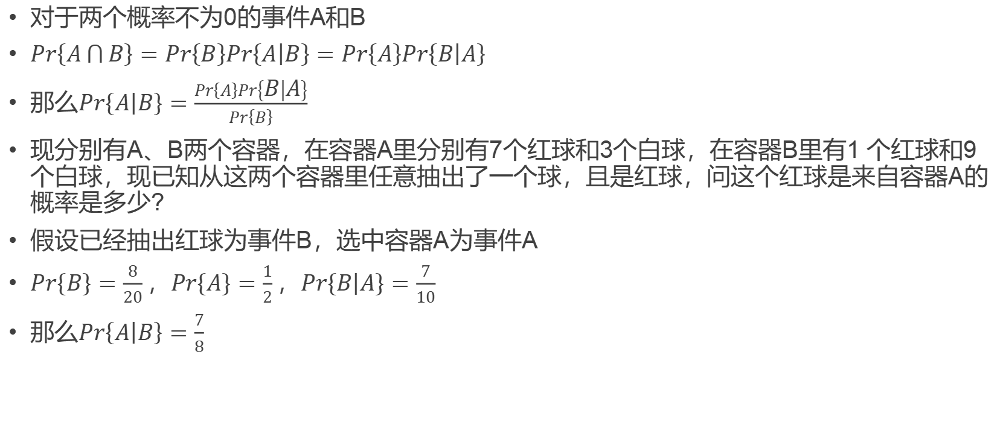 • 对于两个概率不为0的事件A和B
• Pr{A ⋂ B} = Pr{B}Pr{A|B} = Pr{A}Pr{B|A}
• 那么Pr{A|B} = \frac{Pr{A}Pr{B|A}}{Pr{B}}
• 现分别有A、B两个容器，在容器A里分别有7个红球和3个白球，在容器B里有1 个红球和9
个白球，现已知从这两个容器里任意抽出了一个球，且是红球，问这个红球是来自容器A的
概率是多少?
• 假设已经抽出红球为事件B，选中容器A为事件A
• Pr{B} = \frac{8}{20}，Pr{A} = \frac{1}{2}，Pr{B|A} = \frac{7}{10}
• 那么Pr{A|B} = \frac{7}{8}